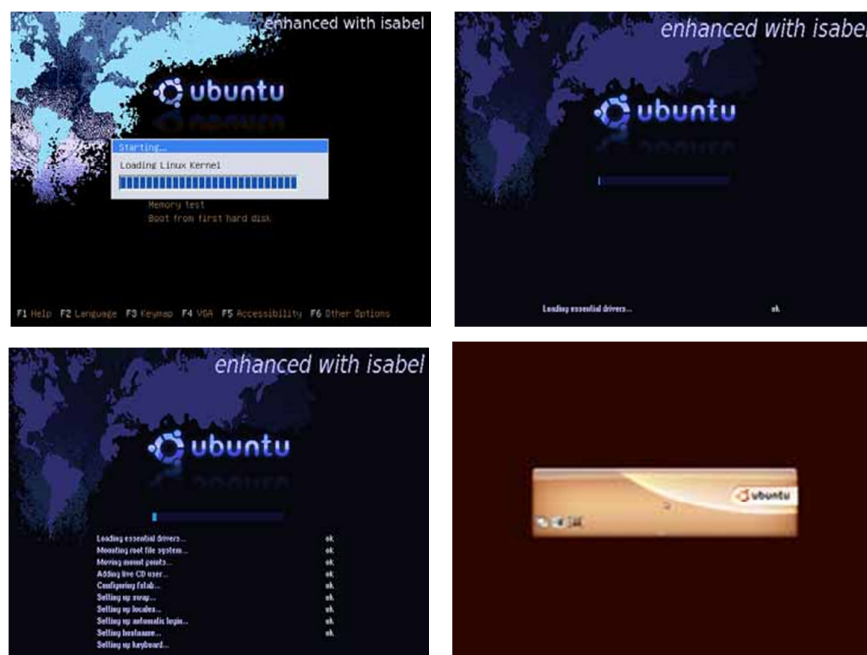 enhanced with isabel
ubuntu
Starting...
Loading Linux Kernel
Memory test
Boot from first hard disk
F1 Help F2 Language F3 Keymap F4 VGA F5 Accessibility F6 Other Options
enhanced with isabel
ubuntu
Loading essential drivers... ok
enhanced with isabel
ubuntu
Loading essential drivers... ok
Mounting root file system... ok
Moving mount points... ok
Adding live CD user... ok
Configuring fstab... ok
Setting up swap... ok
Setting up locales... ok
Setting up automatic login... ok
Setting hostname... ok
Setting up keyboard...
ubuntu